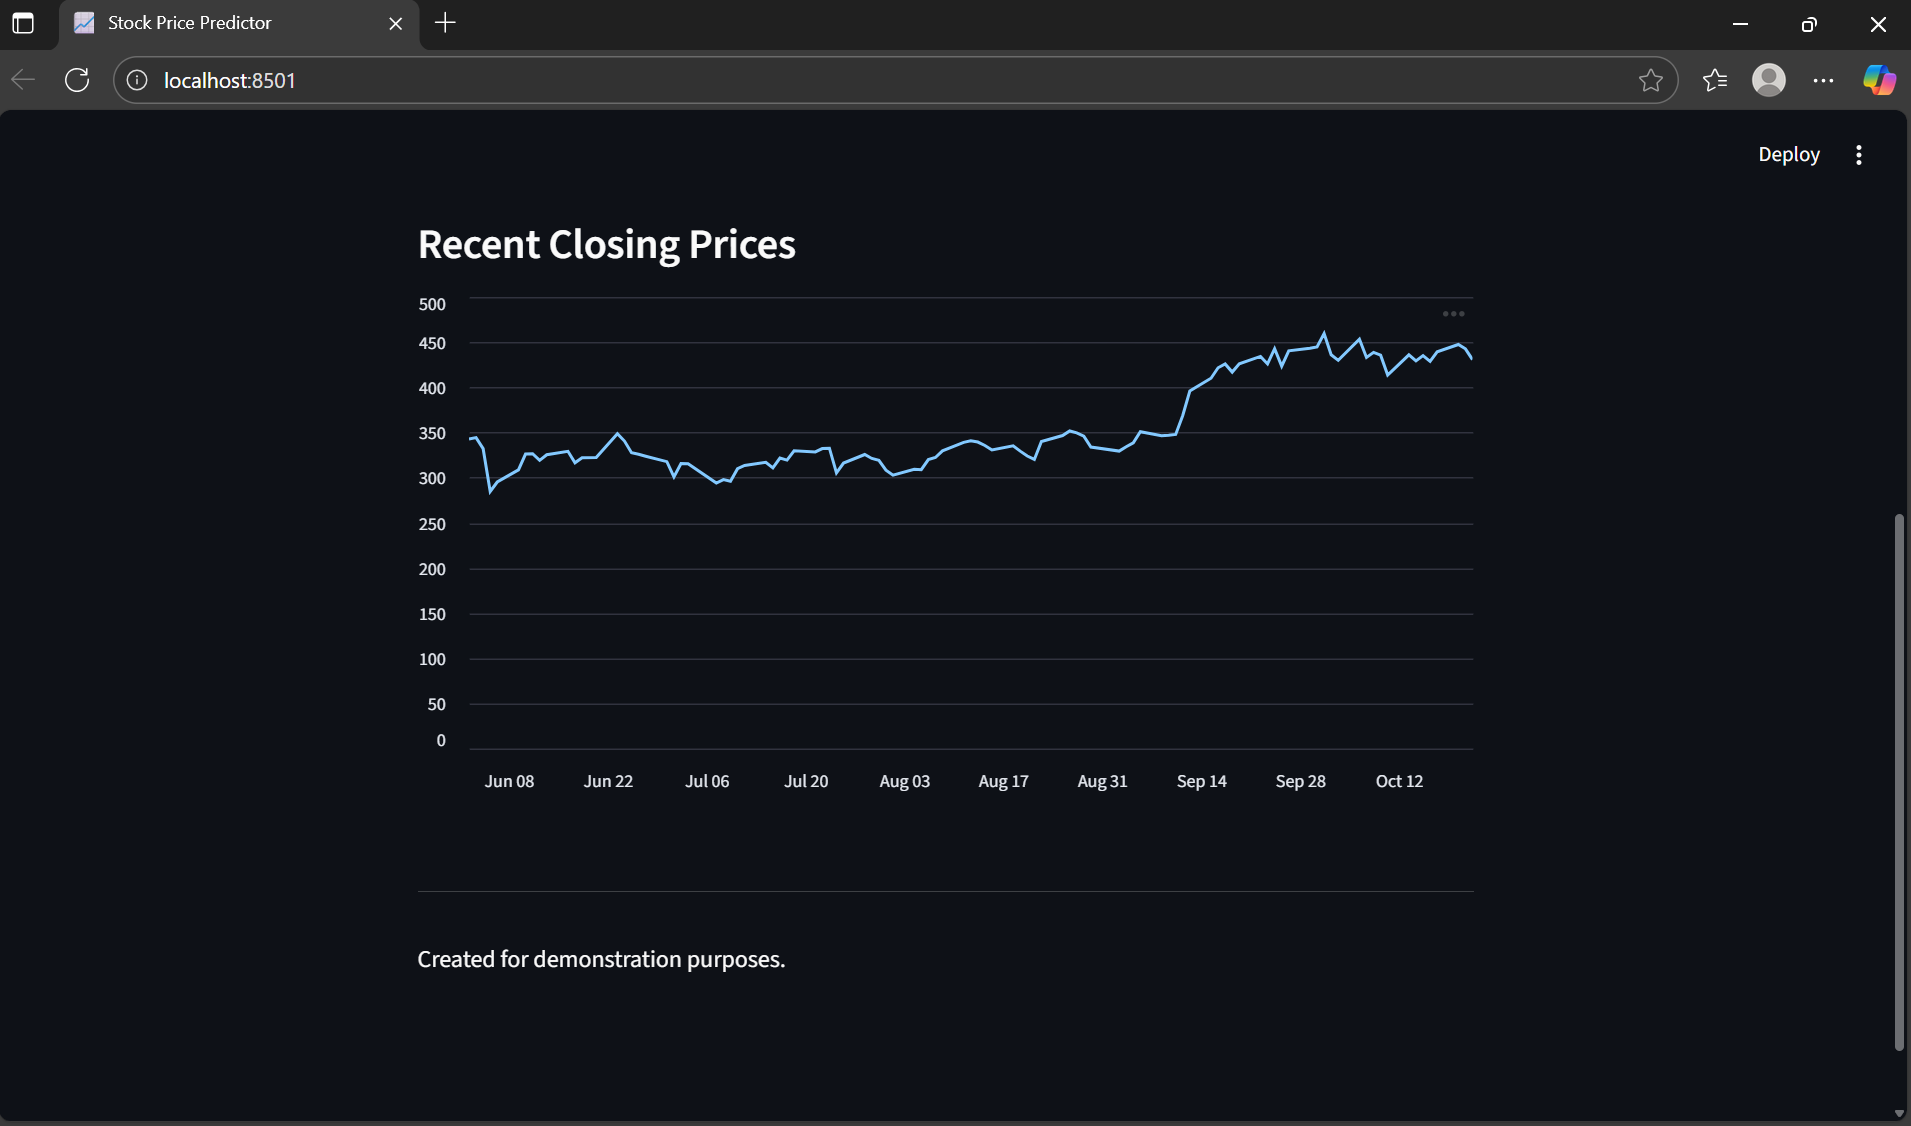 Stock Price Predictor
localhost:8501
Deploy
Recent Closing Prices
500
450
400
350
300
250
200
150
100
50
0
Jun 08 Jun 22 Jul 06 Jul 20 Aug 03 Aug 17 Aug 31 Sep 14 Sep 28 Oct 12
Created for demonstration purposes.